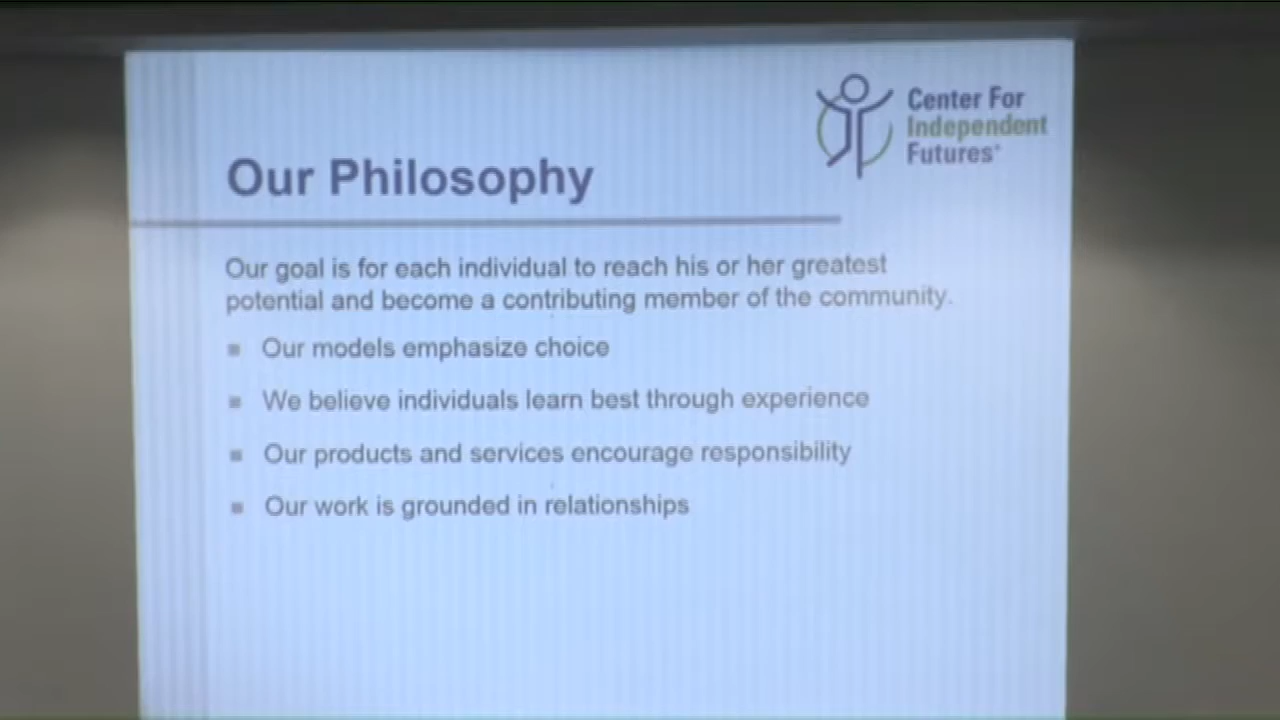 Center For
Independent
Futures
Our Philosophy
Our goal is for each individual to reach his or her greatest
potential and become a contributing member of the community.
Our models emphasize choice
We believe individuals learn best through experience
Our products and services encourage responsibility
Our work is grounded in relationships